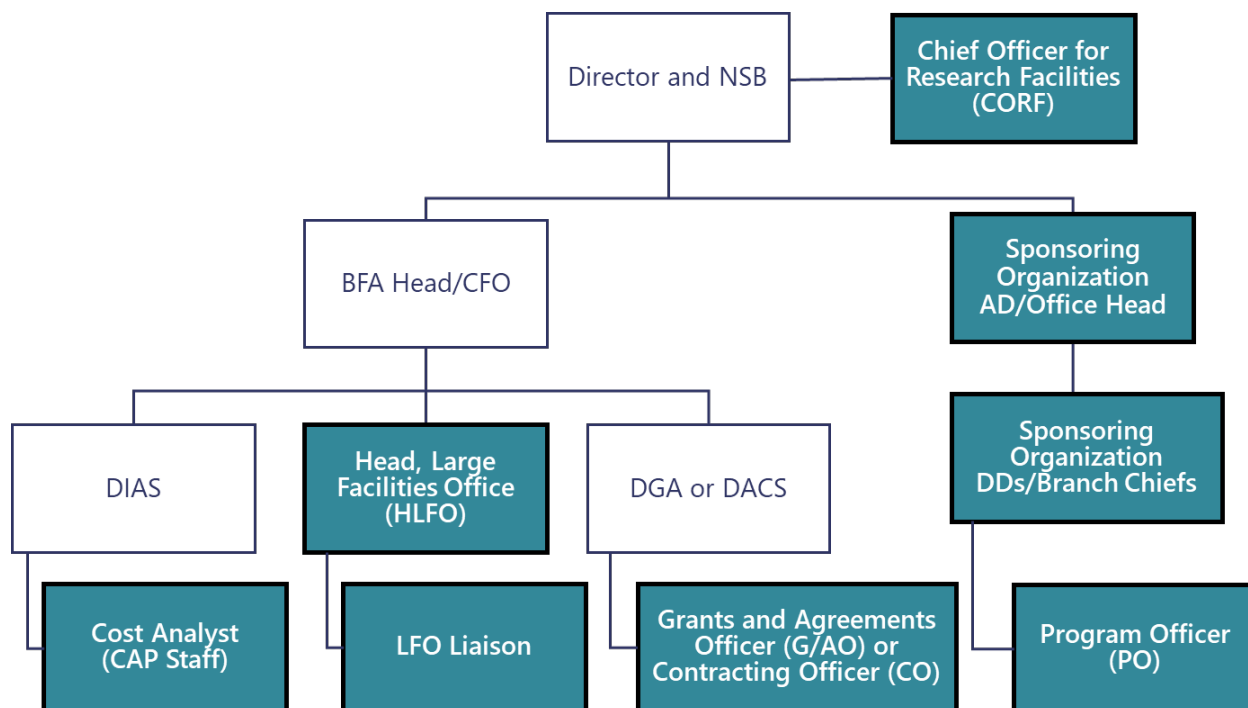 Director and NSB
Chief Officer for
Research Facilities
(CORF)
BFA Head/CFO
Sponsoring
Organization
AD/Office Head
DIAS
Head, Large
Facilities Office
(HLFO)
DGA or DACS
Sponsoring
Organization
DDs/Branch Chiefs
Cost Analyst
(CAP Staff)
LFO Liaison
Grants and Agreements
Officer (G/AO) or
Contracting Officer (CO)
Program Officer
(PO)